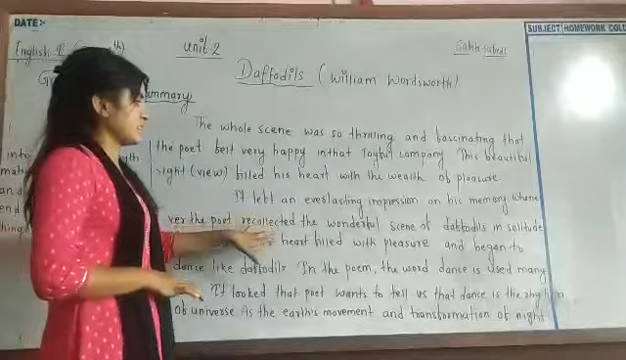 DATE:-
SUBJECT HOMEWORK COLD
English
unit 2
Daffodils (William Wordsworth)
summary
The whole scene was so thrilling and fascinating that
the poet felt very happy in that Joyful company This beautiful
sight (view) filled his heart with the wealth of pleasure.
It left an everlasting impression on his memory whene
ver the poet recollected the wonderful scene of daffodils in solitude
heart filled with pleasure and began to
dance like daffodils In the poem, the word dance is used many
It looked that poet wants to tell us that dance is the rhythm
of universe As the earth's movement and transformation of night